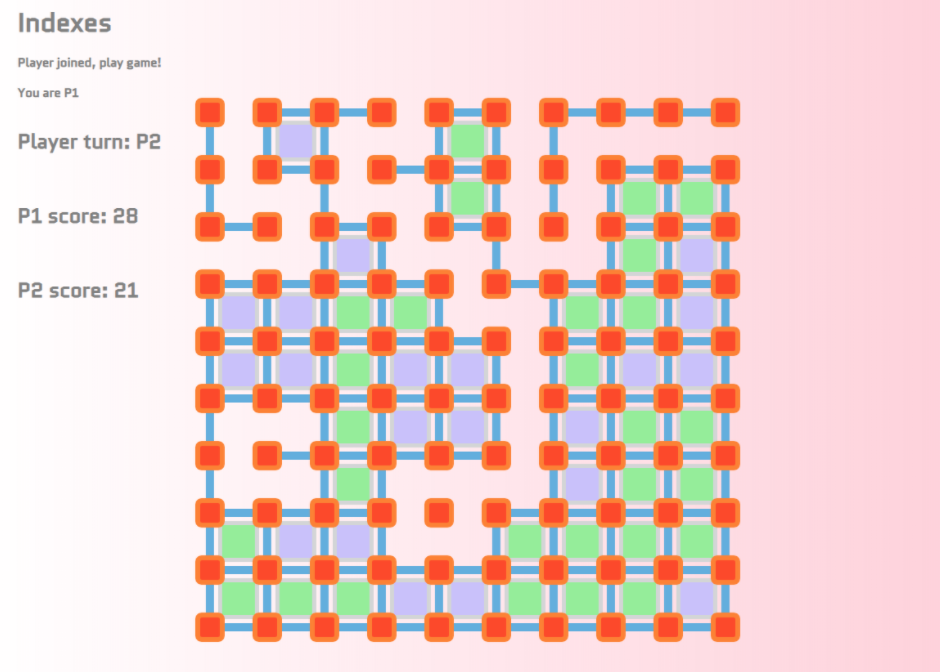 Indexes
Player joined, play game!
You are P1
Player turn: P2
P1 score: 28
P2 score: 21